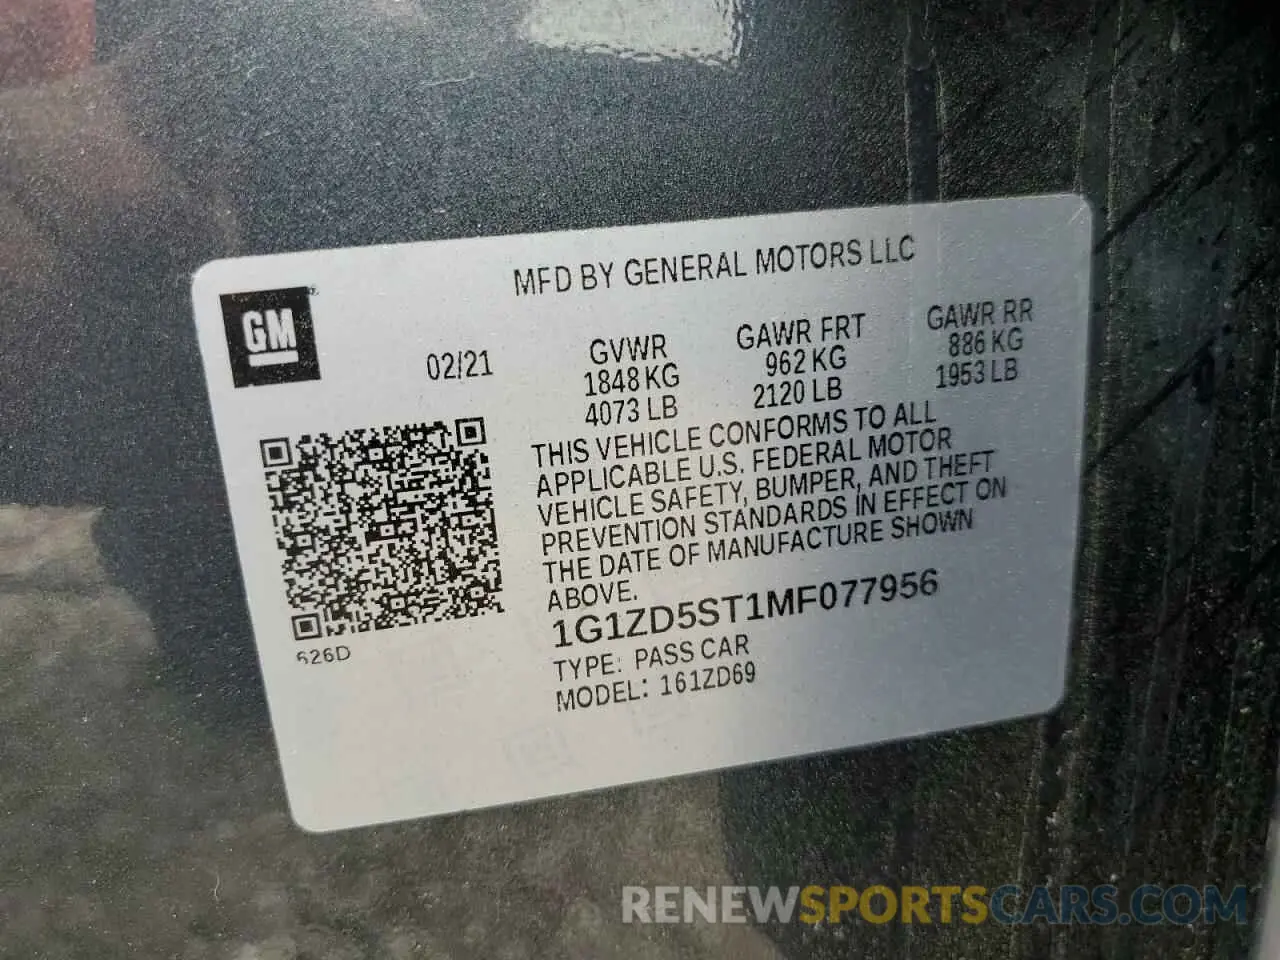 MFD BY GENERAL MOTORS LLC
GM
02/21
GVWR
1848 KG
4073 LB
GAWR FRT
962 KG
2120 LB
GAWR RR
886 KG
1953 LB
THIS VEHICLE CONFORMS TO ALL
APPLICABLE U.S. FEDERAL MOTOR
VEHICLE SAFETY, BUMPER, AND THEFT
PREVENTION STANDARDS IN EFFECT ON
THE DATE OF MANUFACTURE SHOWN
ABOVE.
1G1ZD5ST1MF077956
TYPE: PASS CAR
MODEL: 161ZD69
626D
RENEWSPORTSCARS.COM